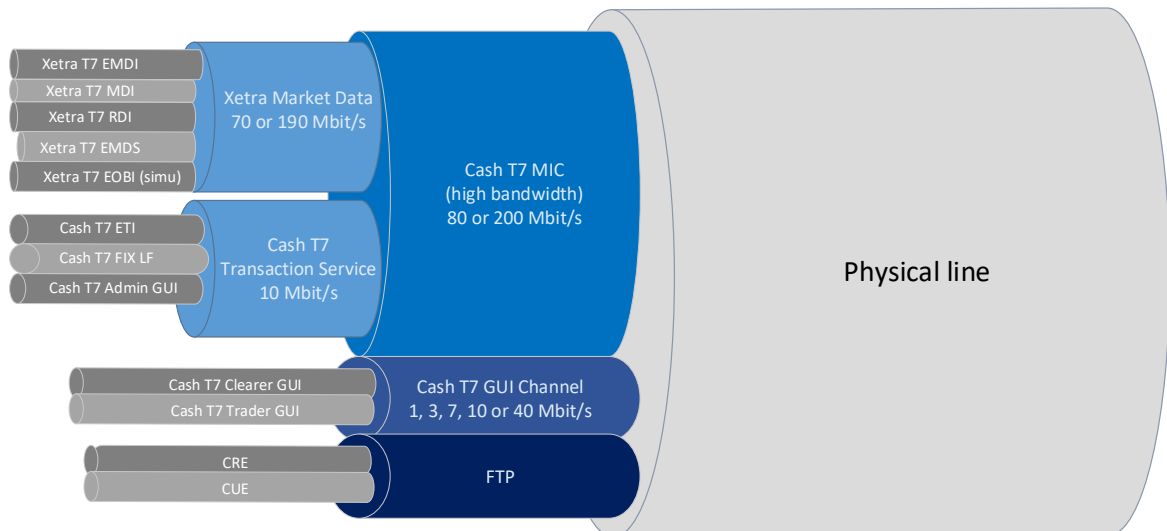 Xetra T7 EMDI
Xetra T7 MDI
Xetra T7 RDI
Xetra T7 EMDS
Xetra T7 EOBI (simu)
Xetra Market Data
70 or 190 Mbit/s
Cash T7 ETI
Cash T7 FIX LF
Cash T7 Admin GUI
Cash T7
Transaction Service
10 Mbit/s
Cash T7 MIC
(high bandwidth)
80 or 200 Mbit/s
Cash T7 Clearer GUI
Cash T7 Trader GUI
Cash T7 GUI Channel
1, 3, 7, 10 or 40 Mbit/s
CRE
CUE
FTP
Physical line